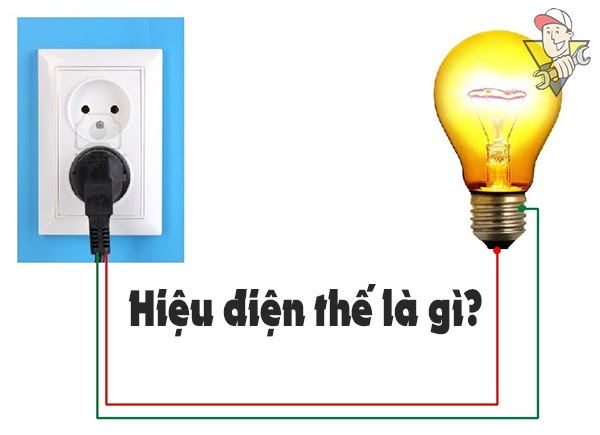 Hiệu điện thế là gì?